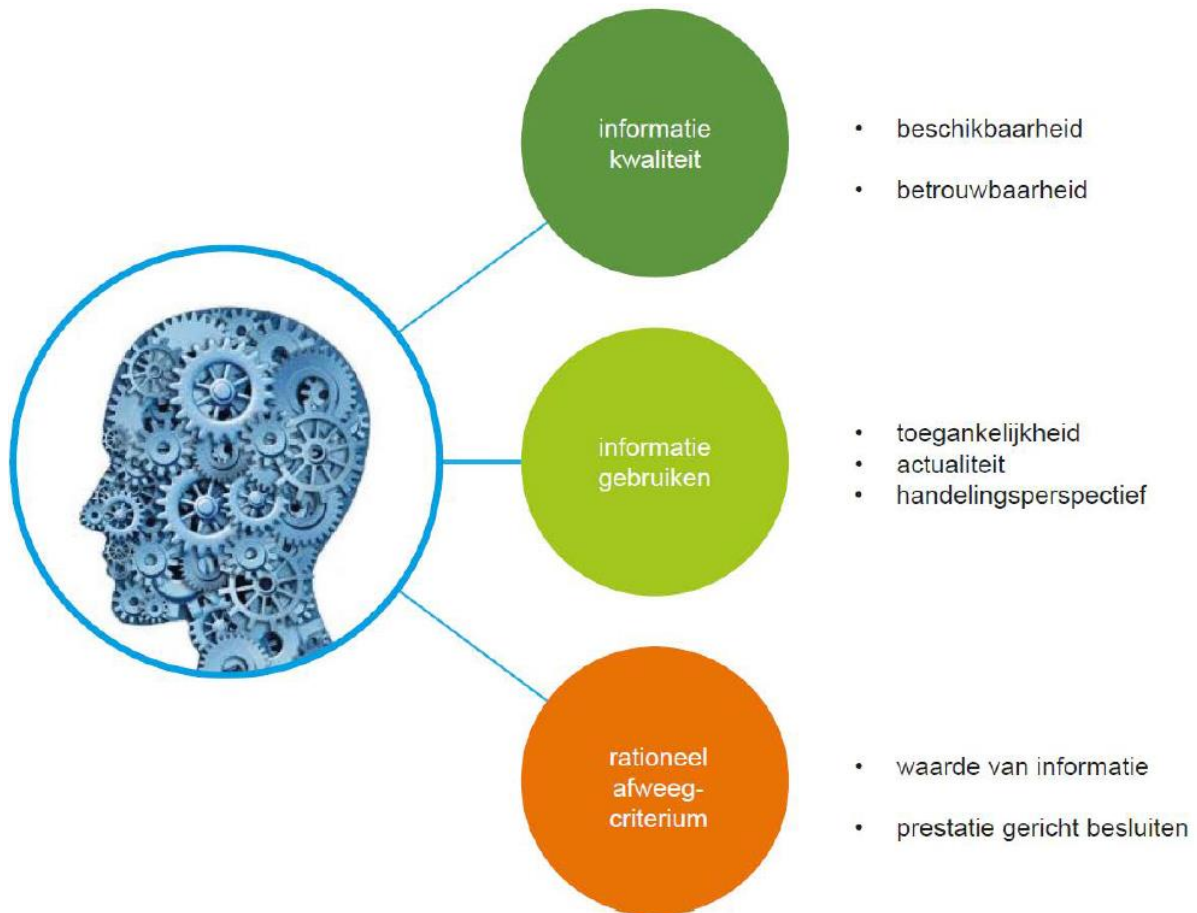 informatie
kwaliteit
• beschikbaarheid
• betrouwbaarheid
informatie
gebruiken
• toegankelijkheid
• actualiteit
• handelingsperspectief
rationeel
afweeg-
criterium
• waarde van informatie
• prestatie gericht besluiten